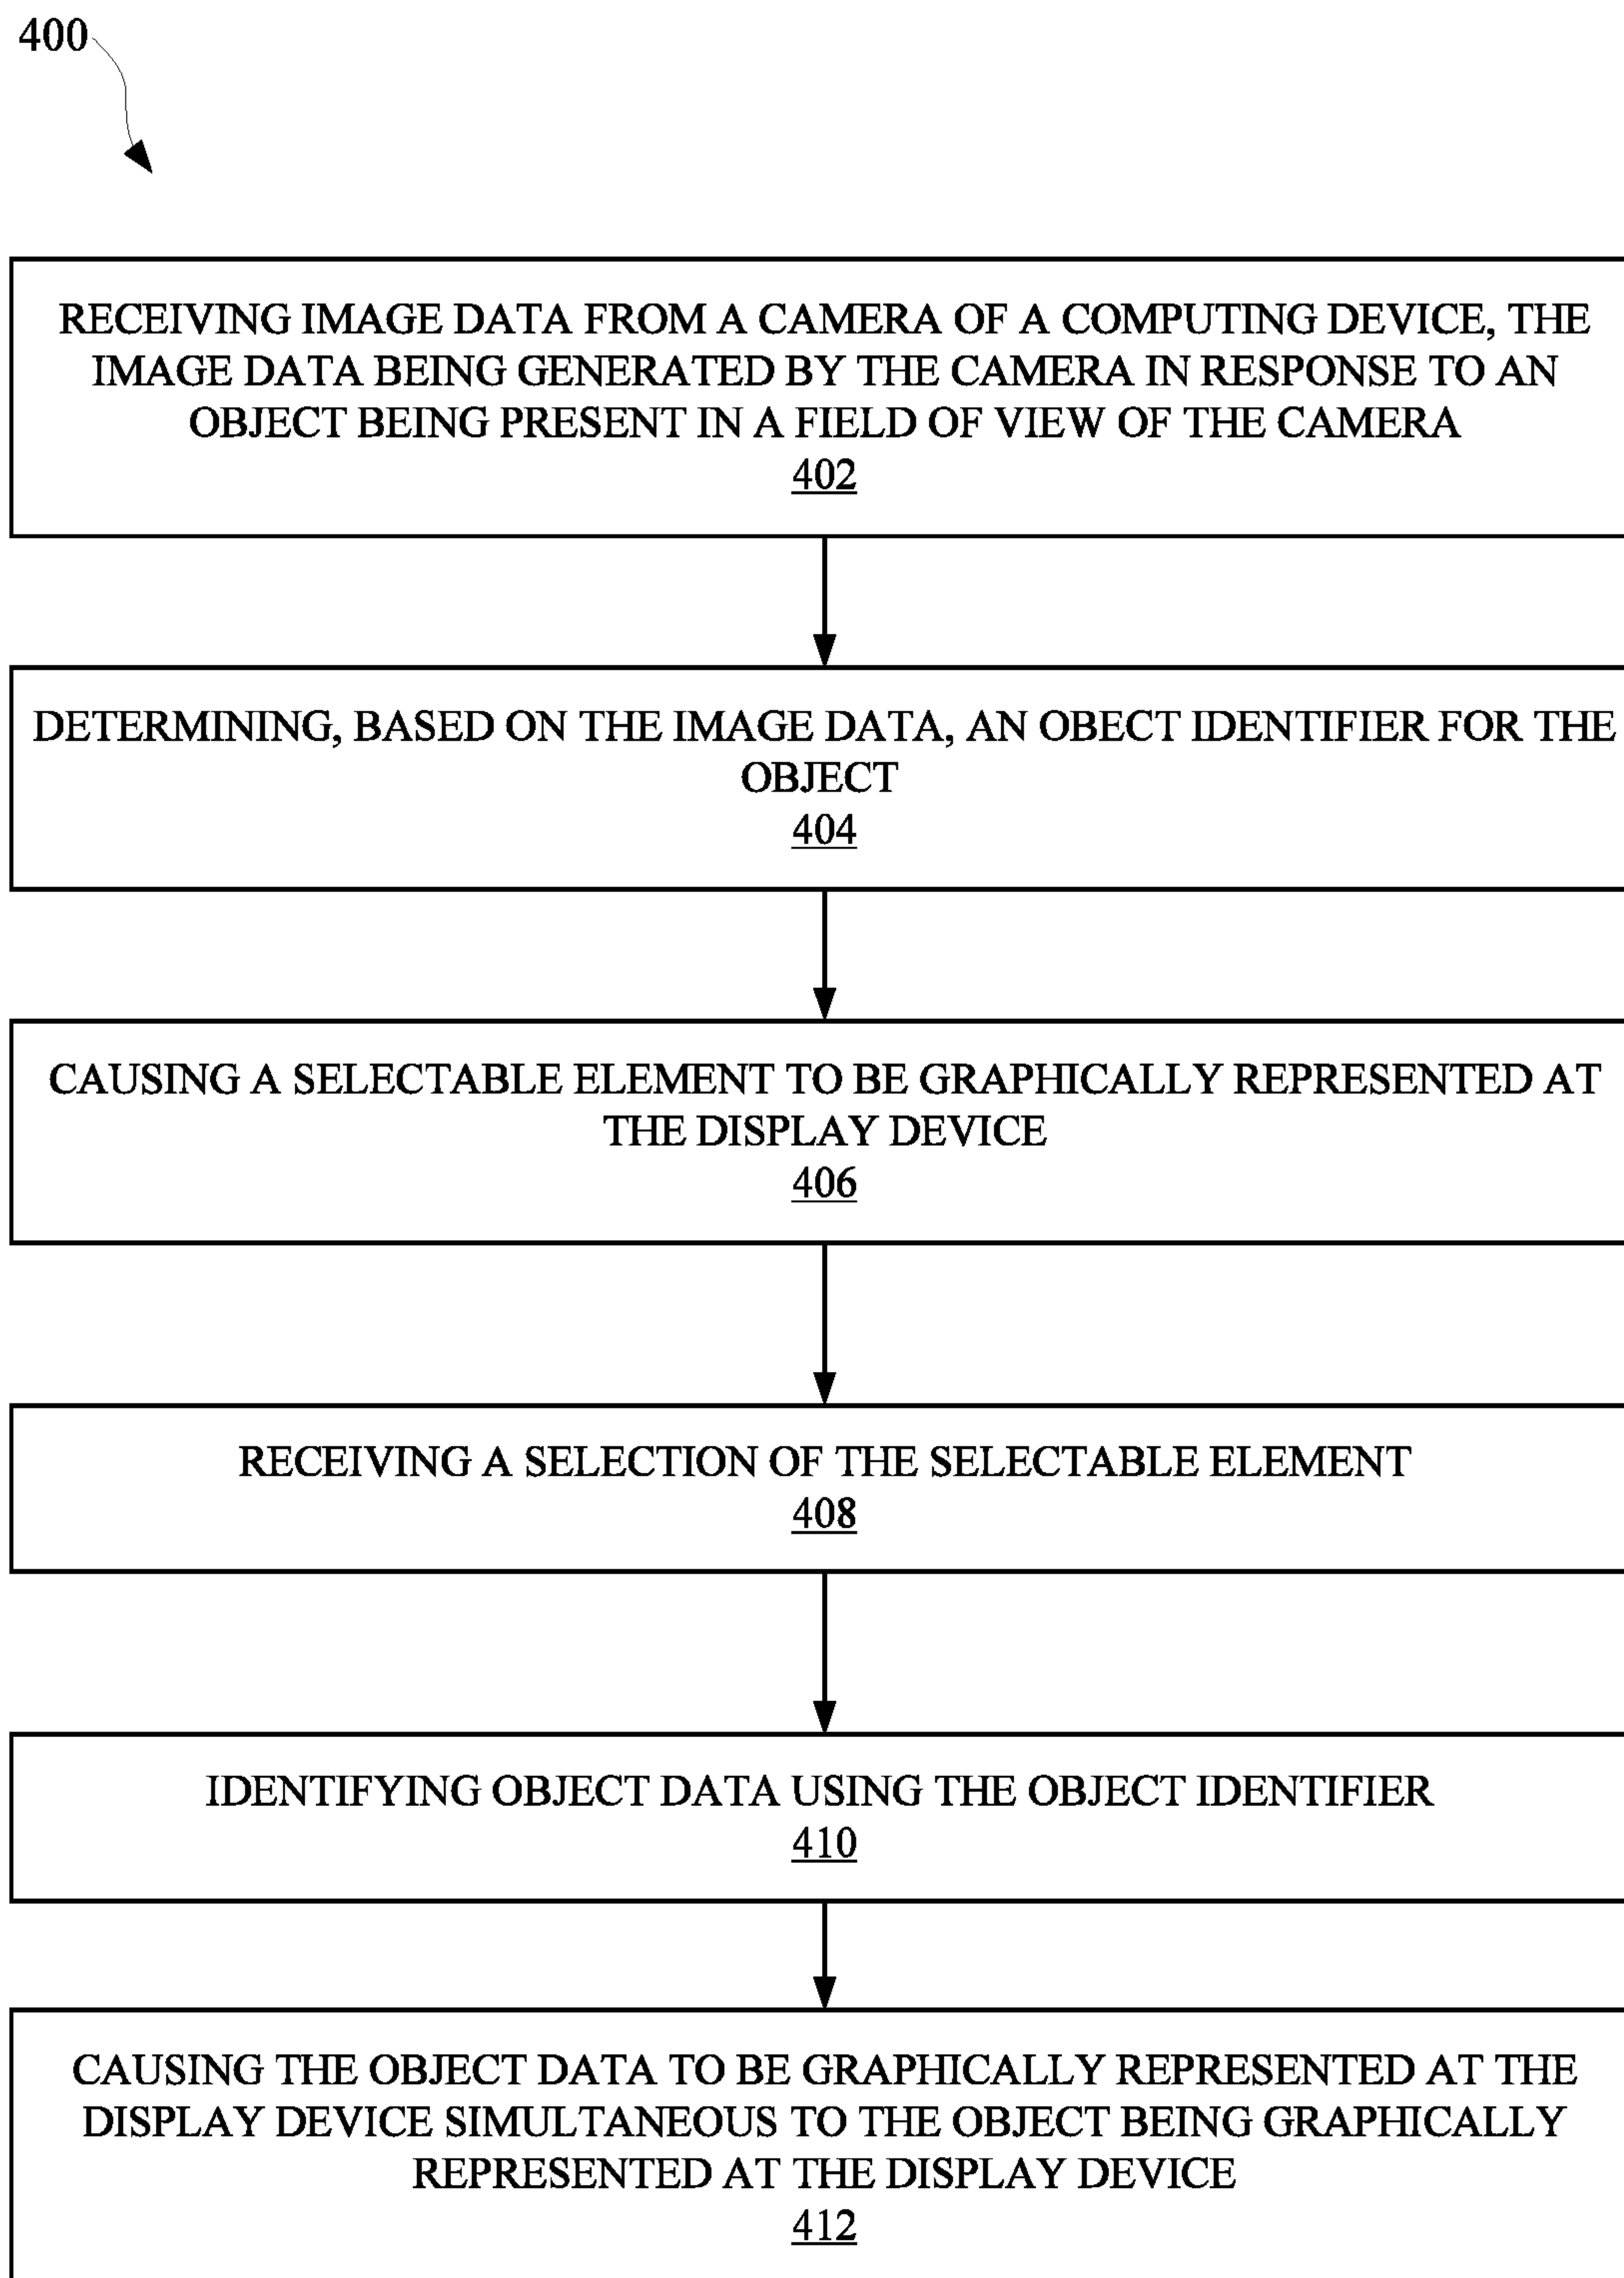 400
RECEIVING IMAGE DATA FROM A CAMERA OF A COMPUTING DEVICE, THE
IMAGE DATA BEING GENERATED BY THE CAMERA IN RESPONSE TO AN
OBJECT BEING PRESENT IN A FIELD OF VIEW OF THE CAMERA
402
DETERMINING, BASED ON THE IMAGE DATA, AN OBECT IDENTIFIER FOR THE
OBJECT
404
CAUSING A SELECTABLE ELEMENT TO BE GRAPHICALLY REPRESENTED AT
THE DISPLAY DEVICE
406
RECEIVING A SELECTION OF THE SELECTABLE ELEMENT
408
IDENTIFYING OBJECT DATA USING THE OBJECT IDENTIFIER
410
CAUSING THE OBJECT DATA TO BE GRAPHICALLY REPRESENTED AT THE
DISPLAY DEVICE SIMULTANEOUS TO THE OBJECT BEING GRAPHICALLY
REPRESENTED AT THE DISPLAY DEVICE
412